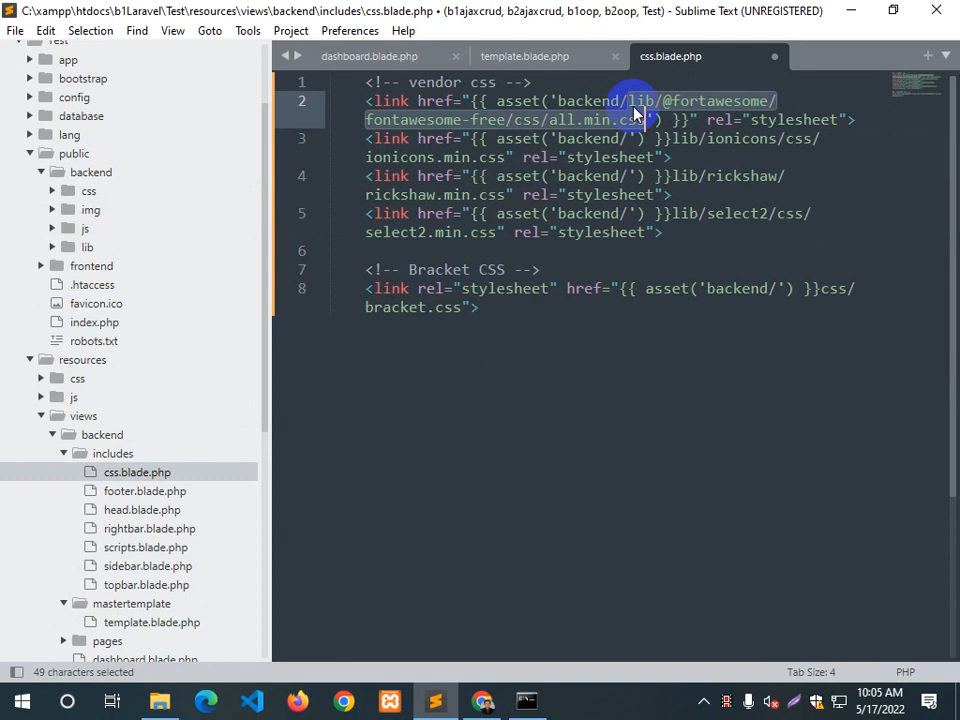 C:\xampp\htdocs\b1Laravel\Test\resources\views\backend\includes\css.blade.php • (b1ajaxcrud, b2ajaxcrud, b1oop, b2oop, Test) - Sublime Text (UNREGISTERED)
File Edit Selection Find View Goto Tools Project Preferences Help
dashboard.blade.php template.blade.php css.blade.php
Test
app
bootstrap
config
database
lang
public
backend
css
img
js
lib
frontend
.htaccess
favicon.ico
index.php
robots.txt
resources
css
js
views
backend
includes
css.blade.php
footer.blade.php
head.blade.php
rightbar.blade.php
scripts.blade.php
sidebar.blade.php
topbar.blade.php
mastertemplate
template.blade.php
pages
dashboard.blade.php
1 <!-- vendor css -->
2 <link href="{{ asset('backend/lib/@fortawesome/
fontawesome-free/css/all.min.css') }}" rel="stylesheet">
3 <link href="{{ asset('backend/') }}lib/ionicons/css/
ionicons.min.css" rel="stylesheet">
4 <link href="{{ asset('backend/') }}lib/rickshaw/
rickshaw.min.css" rel="stylesheet">
5 <link href="{{ asset('backend/') }}lib/select2/css/
select2.min.css" rel="stylesheet">
6
7 <!-- Bracket CSS -->
8 <link rel="stylesheet" href="{{ asset('backend/') }}css/
bracket.css">
49 characters selected Tab Size: 4 PHP
10:05 AM
5/17/2022